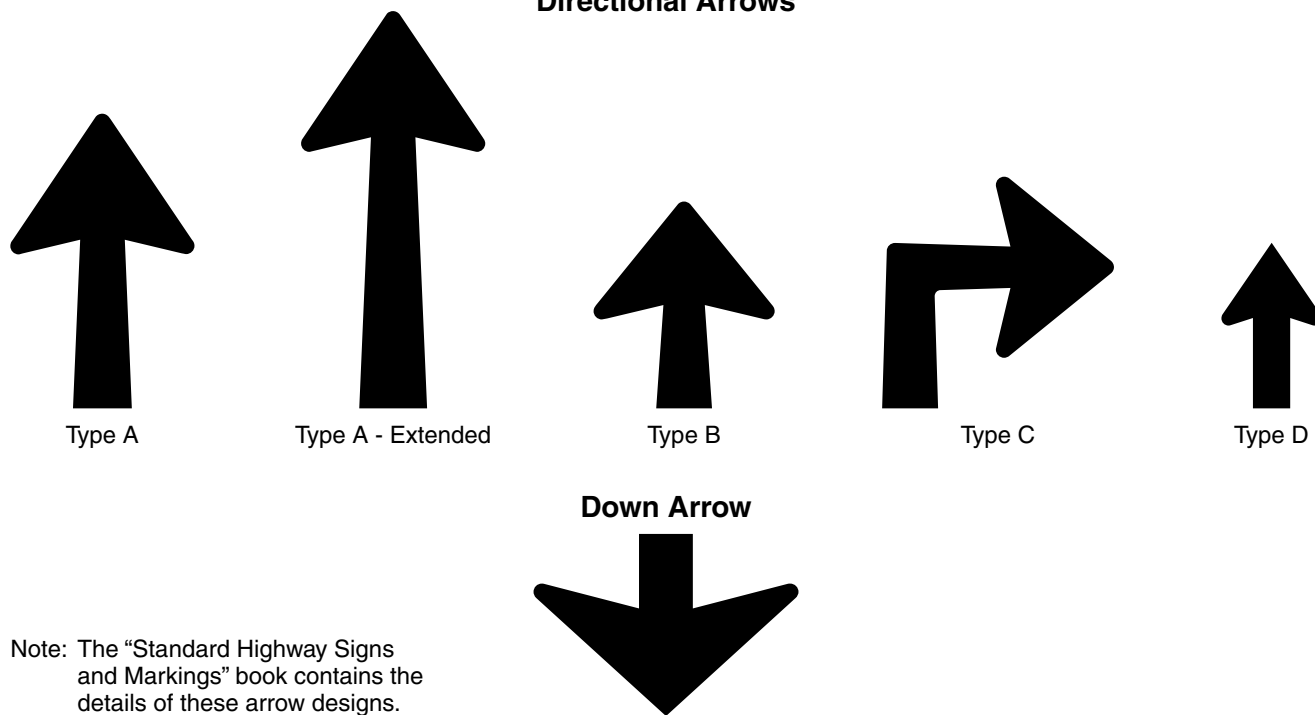 Directional Arrows
Type A
Type A - Extended
Type B
Type C
Type D
Down Arrow
Note: The “Standard Highway Signs
and Markings” book contains the
details of these arrow designs.